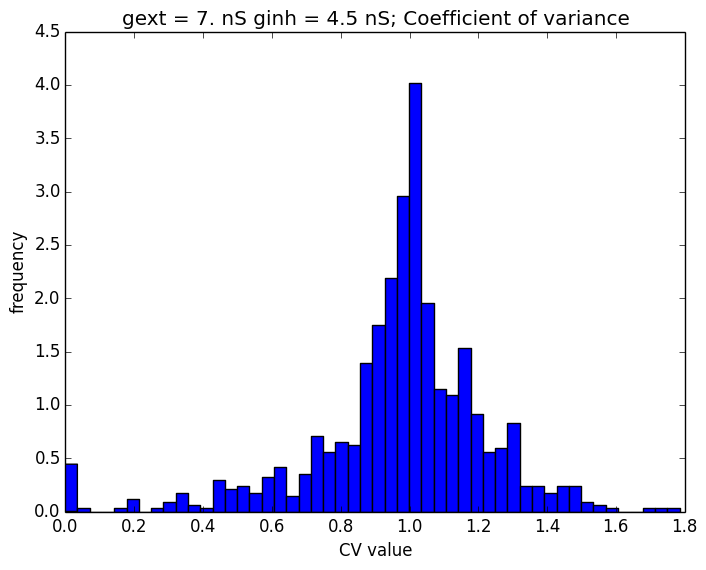 gext = 7. nS ginh = 4.5 nS; Coefficient of variance
4.5
4.0
3.5
3.0
2.5
2.0
1.5
1.0
0.5
0.0
frequency
0.0 0.2 0.4 0.6 0.8 1.0 1.2 1.4 1.6 1.8
CV value